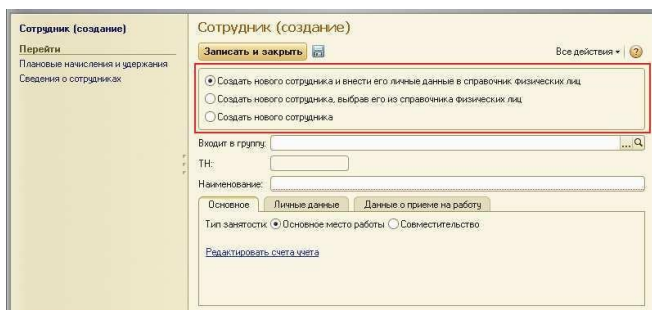 Сотрудник (создание)
Перейти
Плановые начисления и удержания
Сведения о сотрудниках
Сотрудник (создание)
Записать и закрыть
Все действия
Создать нового сотрудника и внести его личные данные в справочник физических лиц
Создать нового сотрудника, выбрав его из справочника физических лиц
Создать нового сотрудника
Входит в группу:
...
ТН:
Наименование:
Основное Личные данные Данные о приеме на работу
Тип занятости: Основное место работы Совместительство
Редактировать счета учета